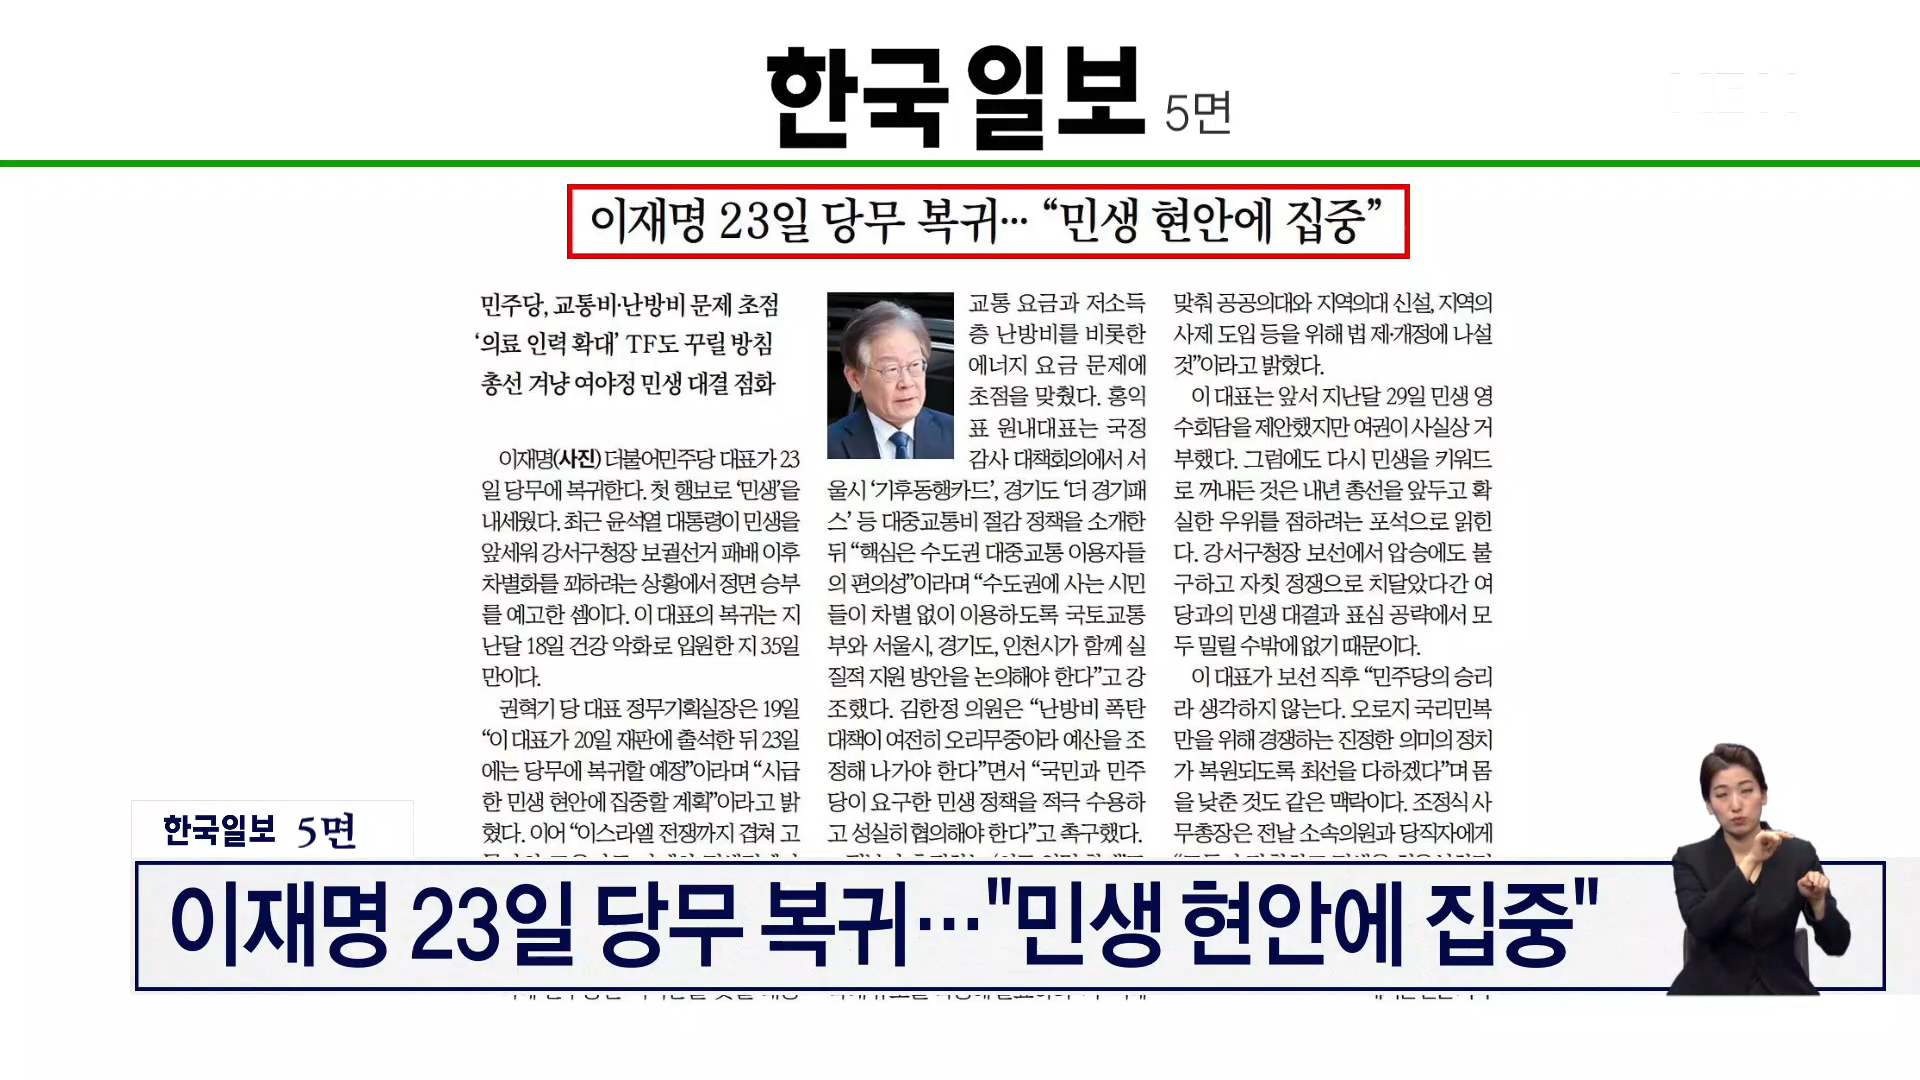 한국일보 5면
이재명 23일 당무 복귀… “민생 현안에 집중”
민주당, 교통비·난방비 문제 초점
‘의료 인력 확대’ TF도 꾸릴 방침
총선 겨냥 여야정 민생 대결 점화
이재명(사진) 더불어민주당 대표가 23
일 당무에 복귀한다. 첫 행보로 ‘민생’을
내세웠다. 최근 윤석열 대통령이 민생을
앞세워 강서구청장 보궐선거 패배 이후
차별화를 꾀하려는 상황에서 정면 승부
를 예고한 셈이다. 이 대표의 복귀는 지
난달 18일 건강 악화로 입원한 지 35일
만이다.
권혁기 당 대표 정무기획실장은 19일
“이 대표가 20일 재판에 출석한 뒤 23일
에는 당무에 복귀할 예정”이라며 “시급
한 민생 현안에 집중할 계획”이라고 밝
혔다. 이어 “이스라엘 전쟁까지 겹쳐 고
교통 요금과 저소득
층 난방비를 비롯한
에너지 요금 문제에
초점을 맞췄다. 홍익
표 원내대표는 국정
감사 대책회의에서 서
울시 ‘기후동행카드’, 경기도 ‘더 경기패
스’ 등 대중교통비 절감 정책을 소개한
뒤 “핵심은 수도권 대중교통 이용자들
의 편의성”이라며 “수도권에 사는 시민
들이 차별 없이 이용하도록 국토교통
부와 서울시, 경기도, 인천시가 함께 실
질적 지원 방안을 논의해야 한다”고 강
조했다. 김한정 의원은 “난방비 폭탄
대책이 여전히 오리무중이라 예산을 조
정해 나가야 한다”면서 “국민과 민주
당이 요구한 민생 정책을 적극 수용하
고 성실히 협의해야 한다”고 촉구했다.
맞춰 공공의대와 지역의대 신설, 지역의
사제 도입 등을 위해 법 제·개정에 나설
것”이라고 밝혔다.
이 대표는 앞서 지난달 29일 민생 영
수회담을 제안했지만 여권이 사실상 거
부했다. 그럼에도 다시 민생을 키워드
로 꺼내든 것은 내년 총선을 앞두고 확
실한 우위를 점하려는 포석으로 읽힌
다. 강서구청장 보선에서 압승에도 불
구하고 자칫 정쟁으로 치달았다간 여
당과의 민생 대결과 표심 공략에서 모
두 밀릴 수밖에 없기 때문이다.
이 대표가 보선 직후 “민주당의 승리
라 생각하지 않는다. 오로지 국리민복
만을 위해 경쟁하는 진정한 의미의 정치
가 복원되도록 최선을 다하겠다”며 몸
을 낮춘 것도 같은 맥락이다. 조정식 사
무총장은 전날 소속의원과 당직자에게
한국일보 5면
이재명 23일 당무 복귀…"민생 현안에 집중"